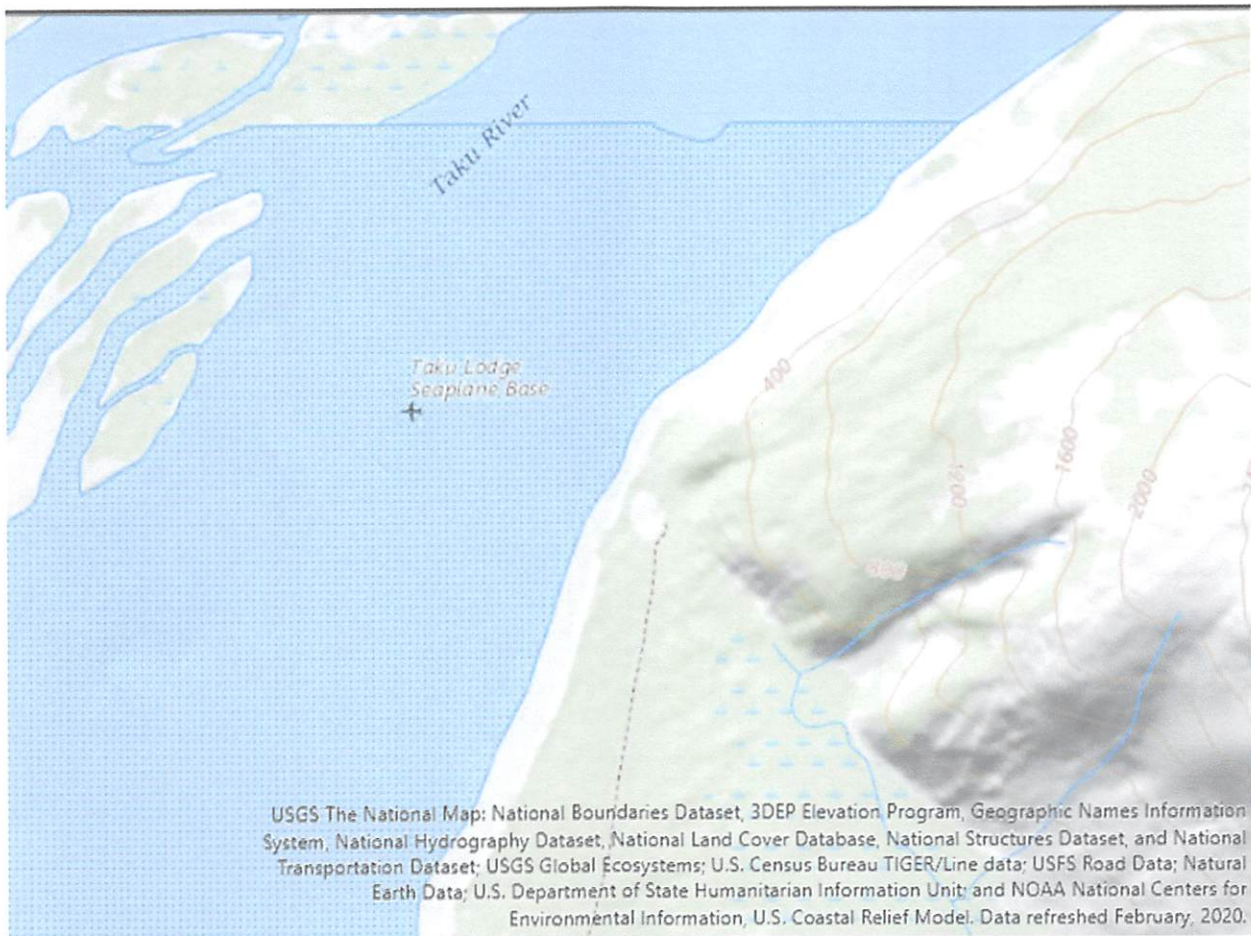 Taku River
Taku Lodge
Seaplane Base
400
1200
1600
2000
USGS The National Map: National Boundaries Dataset, 3DEP Elevation Program, Geographic Names Information
System, National Hydrography Dataset, National Land Cover Database, National Structures Dataset, and National
Transportation Dataset; USGS Global Ecosystems; U.S. Census Bureau TIGER/Line data; USFS Road Data; Natural
Earth Data; U.S. Department of State Humanitarian Information Unit; and NOAA National Centers for
Environmental Information, U.S. Coastal Relief Model. Data refreshed February, 2020.